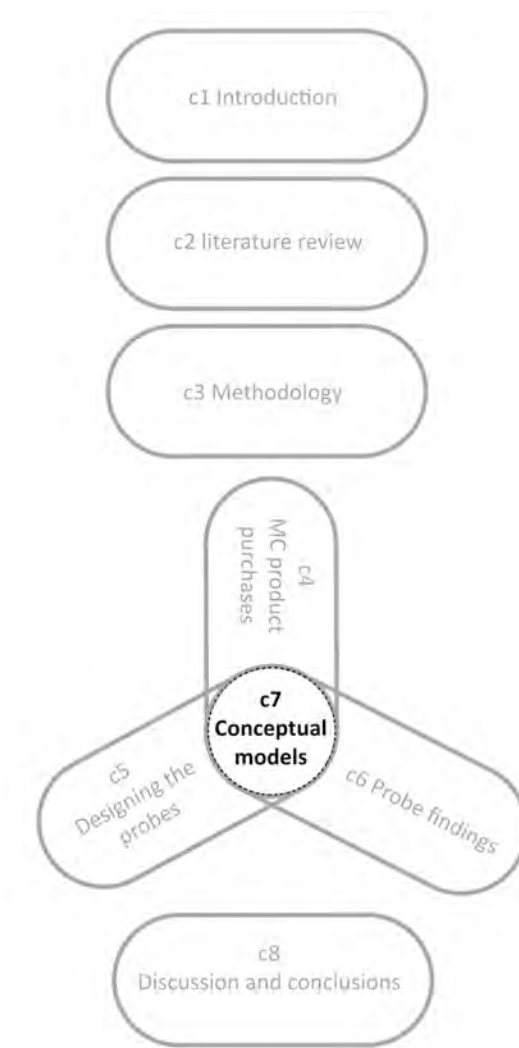 c1 Introduction
c2 literature review
c3 Methodology
c4
MC product
purchases
c7
Conceptual
models
c5
Designing the
probes
c6 Probe findings
c8
Discussion and conclusions